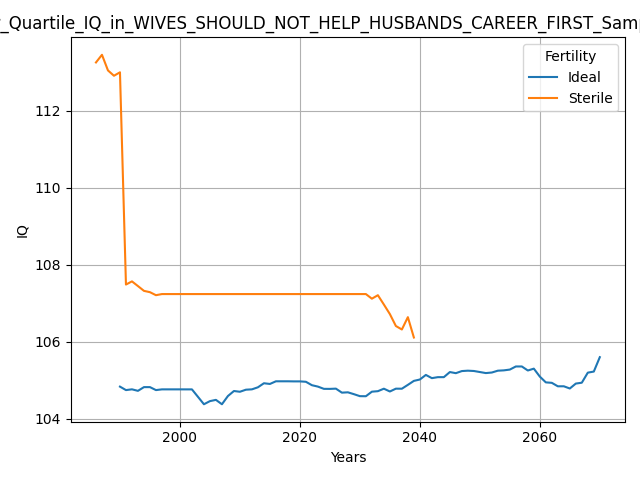 _Quartile_IQ_in_WIVES_SHOULD_NOT_HELP_HUSBANDS_CAREER_FIRST_Sam
Fertility
Ideal
Sterile
112
110
108
106
104
IQ
2000 2020 2040 2060
Years